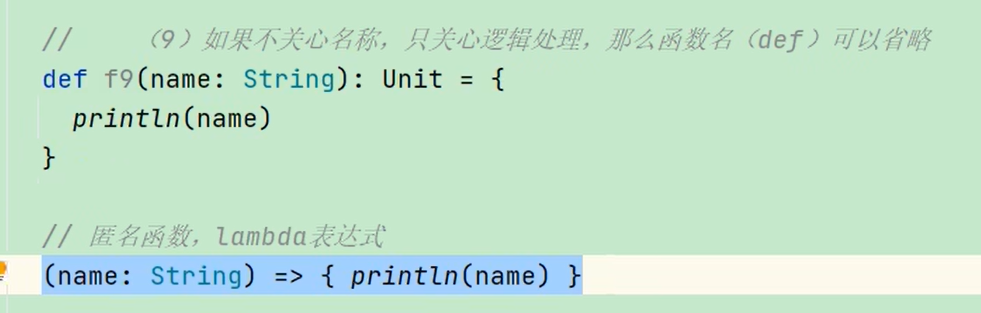 //    （9）如果不关心名称，只关心逻辑处理，那么函数名（def）可以省略
def f9(name: String): Unit = {
  println(name)
}
// 匿名函数，lambda表达式
(name: String) => { println(name) }